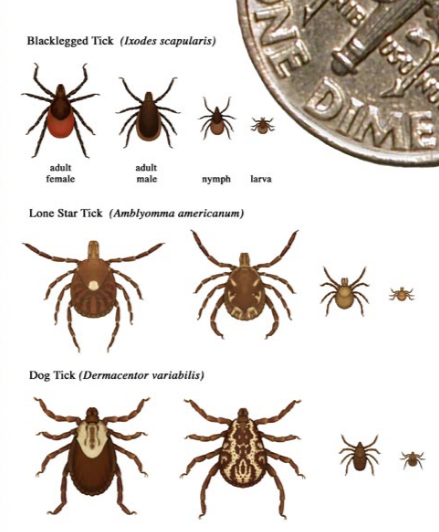 Blacklegged Tick (Ixodes scapularis)
ONE DIME
adult
female
adult
male
nymph
larva
Lone Star Tick (Amblyomma americanum)
Dog Tick (Dermacentor variabilis)